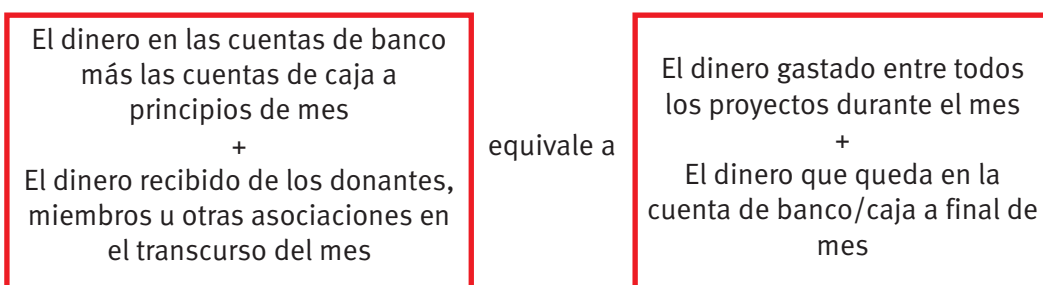 El dinero en las cuentas de banco
más las cuentas de caja a
principios de mes
+
El dinero recibido de los donantes,
miembros u otras asociaciones en
el transcurso del mes
equivale a
El dinero gastado entre todos
los proyectos durante el mes
+
El dinero que queda en la
cuenta de banco/caja a final de
mes